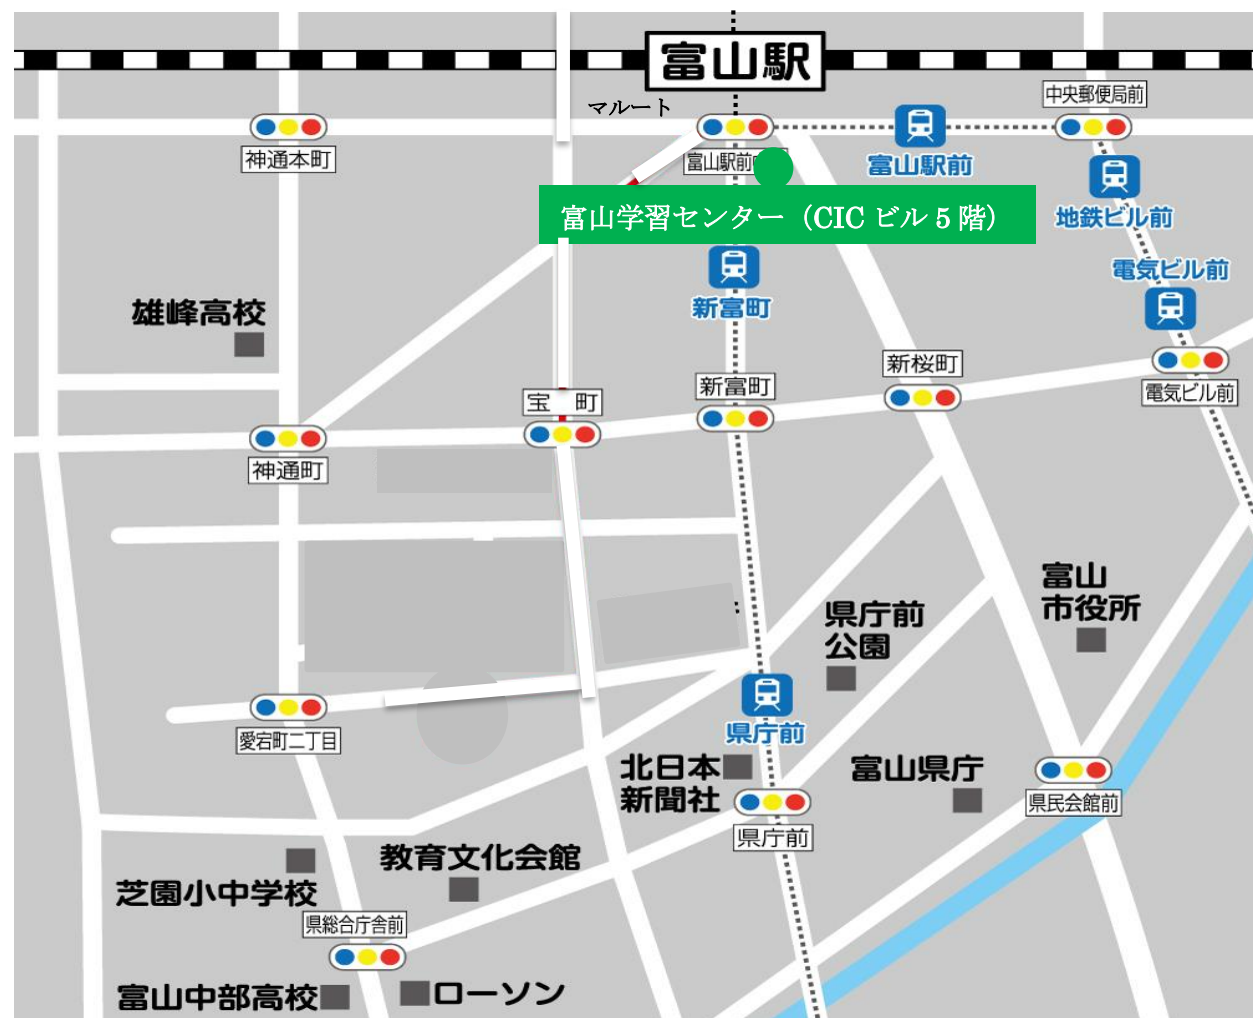 富山駅
中央郵便局前
マルート
神通本町
富山駅前
富山駅前
地鉄ビル前
富山学習センター（CIC ビル 5 階）
電気ビル前
新富町
雄峰高校
新桜町
新富町
電気ビル前
宝 町
神通町
富山
市役所
県庁前
公園
県庁前
愛宕町二丁目
北日本
新聞社
富山県庁
県民会館前
県庁前
教育文化会館
芝園小中学校
県総合庁舎前
富山中部高校
ローソン